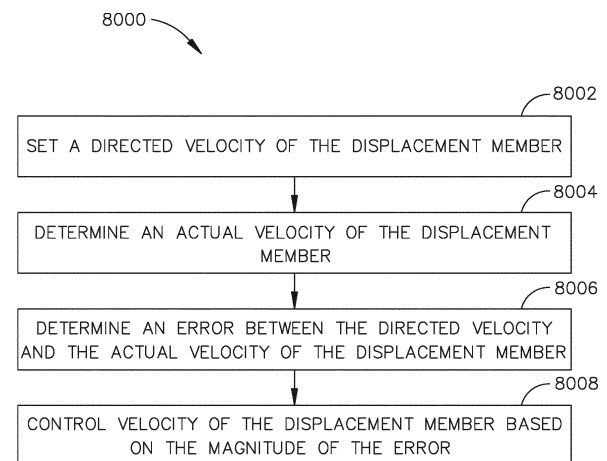 8000
8002
SET A DIRECTED VELOCITY OF THE DISPLACEMENT MEMBER
8004
DETERMINE AN ACTUAL VELOCITY OF THE DISPLACEMENT
MEMBER
8006
DETERMINE AN ERROR BETWEEN THE DIRECTED VELOCITY
AND THE ACTUAL VELOCITY OF THE DISPLACEMENT MEMBER
8008
CONTROL VELOCITY OF THE DISPLACEMENT MEMBER BASED
ON THE MAGNITUDE OF THE ERROR